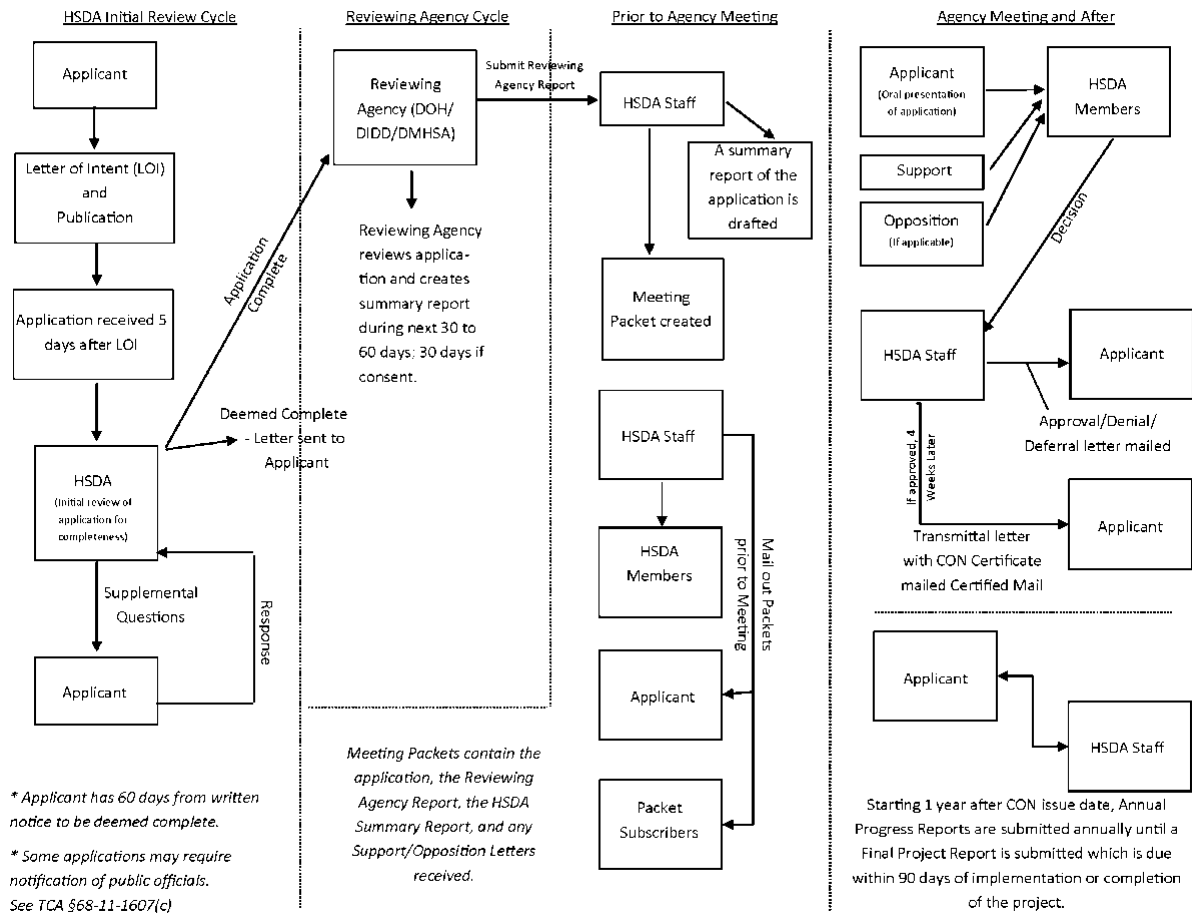 HSDA Initial Review Cycle
Applicant
Letter of Intent (LOI)
and
Publication
Application received 5
days after LOI
HSDA
(Initial review of
application for
completeness)
Supplemental
Questions
Response
Applicant
Application
Complete
Deemed Complete
- Letter sent to
Applicant
* Applicant has 60 days from written
notice to be deemed complete.
* Some applications may require
notification of public officials.
See TCA §68-11-1607(c)
Reviewing Agency Cycle
Reviewing
Agency (DOH/
DIDD/DMHSA)
Submit Reviewing
Agency Report
Reviewing Agency
reviews applica-
tion and creates
summary report
during next 30 to
60 days; 30 days if
consent.
Meeting Packets contain the
application, the Reviewing
Agency Report, the HSDA
Summary Report, and any
Support/Opposition Letters
received.
Prior to Agency Meeting
HSDA Staff
A summary
report of the
application is
drafted
Meeting
Packet created
HSDA Staff
HSDA
Members
Mail out Packets
prior to Meeting
Applicant
Packet
Subscribers
Agency Meeting and After
Applicant
(Oral presentation
of application)
HSDA
Members
Support
Opposition
(If applicable)
Decision
HSDA Staff
Applicant
Approval/Denial/
Deferral letter mailed
If approved, 4
Weeks Later
Applicant
Transmittal letter
with CON Certificate
mailed Certified Mail
Applicant
HSDA Staff
Starting 1 year after CON issue date, Annual
Progress Reports are submitted annually until a
Final Project Report is submitted which is due
within 90 days of implementation or completion
of the project.